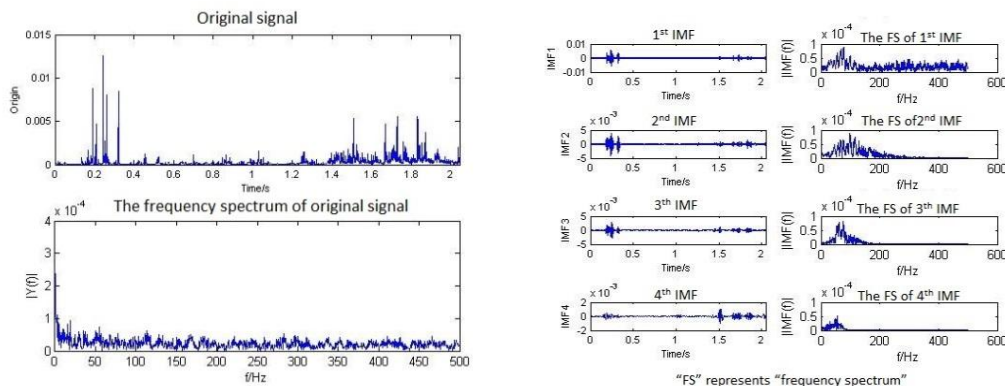 Original signal
0.015
0.01
0.005
0
Origin
0 0.2 0.4 0.6 0.8 1 1.2 1.4 1.6 1.8 2
Time/s
The frequency spectrum of original signal
x 10⁻⁴
4
3
2
1
0
|Y(f)|
0 50 100 150 200 250 300 350 400 450 500
f/Hz
1st IMF
0.01
0
-0.01
IMF1
0 0.5 1 1.5 2
Time/s
The FS of 1st IMF
x 10⁻⁴
1
0.5
0
|IMF(f)|
0 200 400 600
f/Hz
2nd IMF
x 10⁻³
5
0
-5
IMF2
0 0.5 1 1.5 2
Time/s
The FS of2nd IMF
x 10⁻⁴
1
0.5
0
|IMF(f)|
0 200 400 600
f/Hz
3th IMF
x 10⁻³
5
0
-5
IMF3
0 0.5 1 1.5 2
Time/s
The FS of 3th IMF
x 10⁻⁴
1
0.5
0
|IMF(f)|
0 200 400 600
f/Hz
4th IMF
x 10⁻³
2
0
-2
IMF4
0 0.5 1 1.5 2
Time/s
The FS of 4th IMF
x 10⁻⁴
1
0.5
0
|IMF(f)|
0 200 400 600
f/Hz
"FS" represents "frequency spectrum"